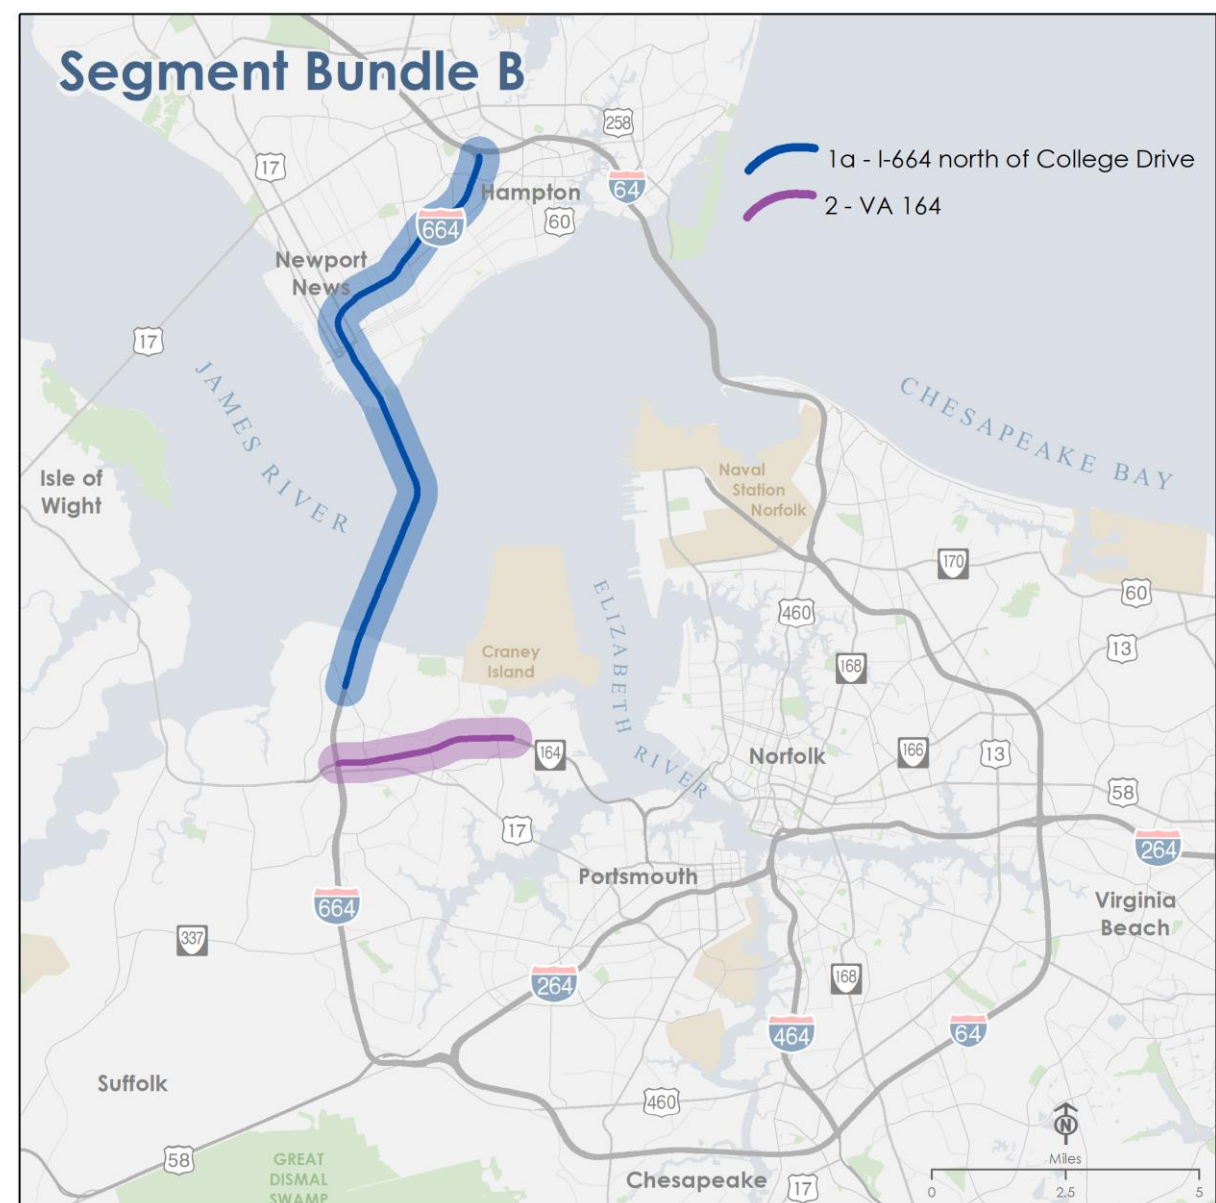 Segment Bundle B
1a - I-664 north of College Drive
2 - VA 164
258
17
Hampton
64
60
664
Newport
News
17
JAMES RIVER
CHESAPEAKE BAY
Isle of
Wight
Naval
Station
Norfolk
170
60
ELIZABETH RIVER
460
13
Craney
Island
168
164
Norfolk
166
13
58
17
264
Portsmouth
664
Virginia
Beach
337
264
168
464
64
Suffolk
460
N
Miles
58
GREAT
DISMAL
SWAMP
Chesapeake
17
0 2.5 5